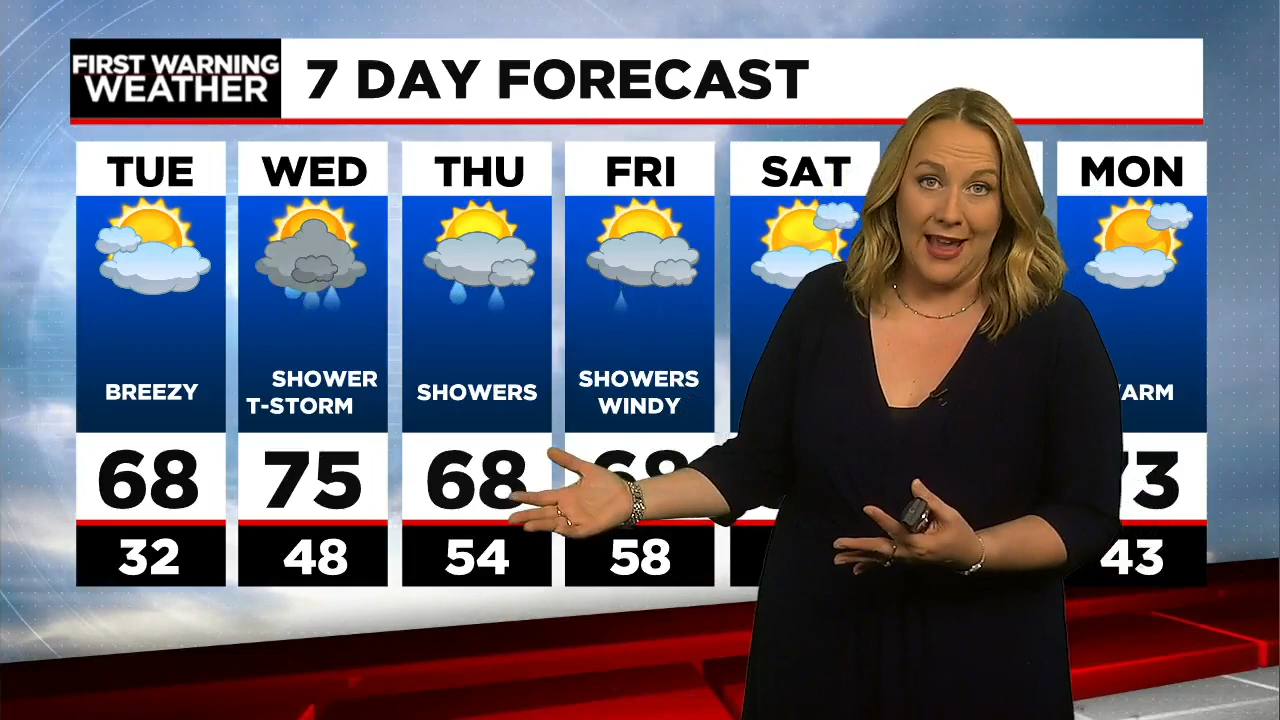 FIRST WARNING
WEATHER
7 DAY FORECAST
TUE
WED
THU
FRI
SAT
MON
BREEZY
SHOWER
T-STORM
SHOWERS
SHOWERS
WINDY
68
75
68
32
48
54
58
43